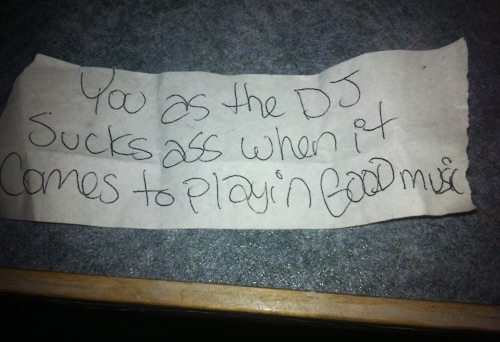 You as the DJ
Sucks ass when it
Comes to playin GOOD music